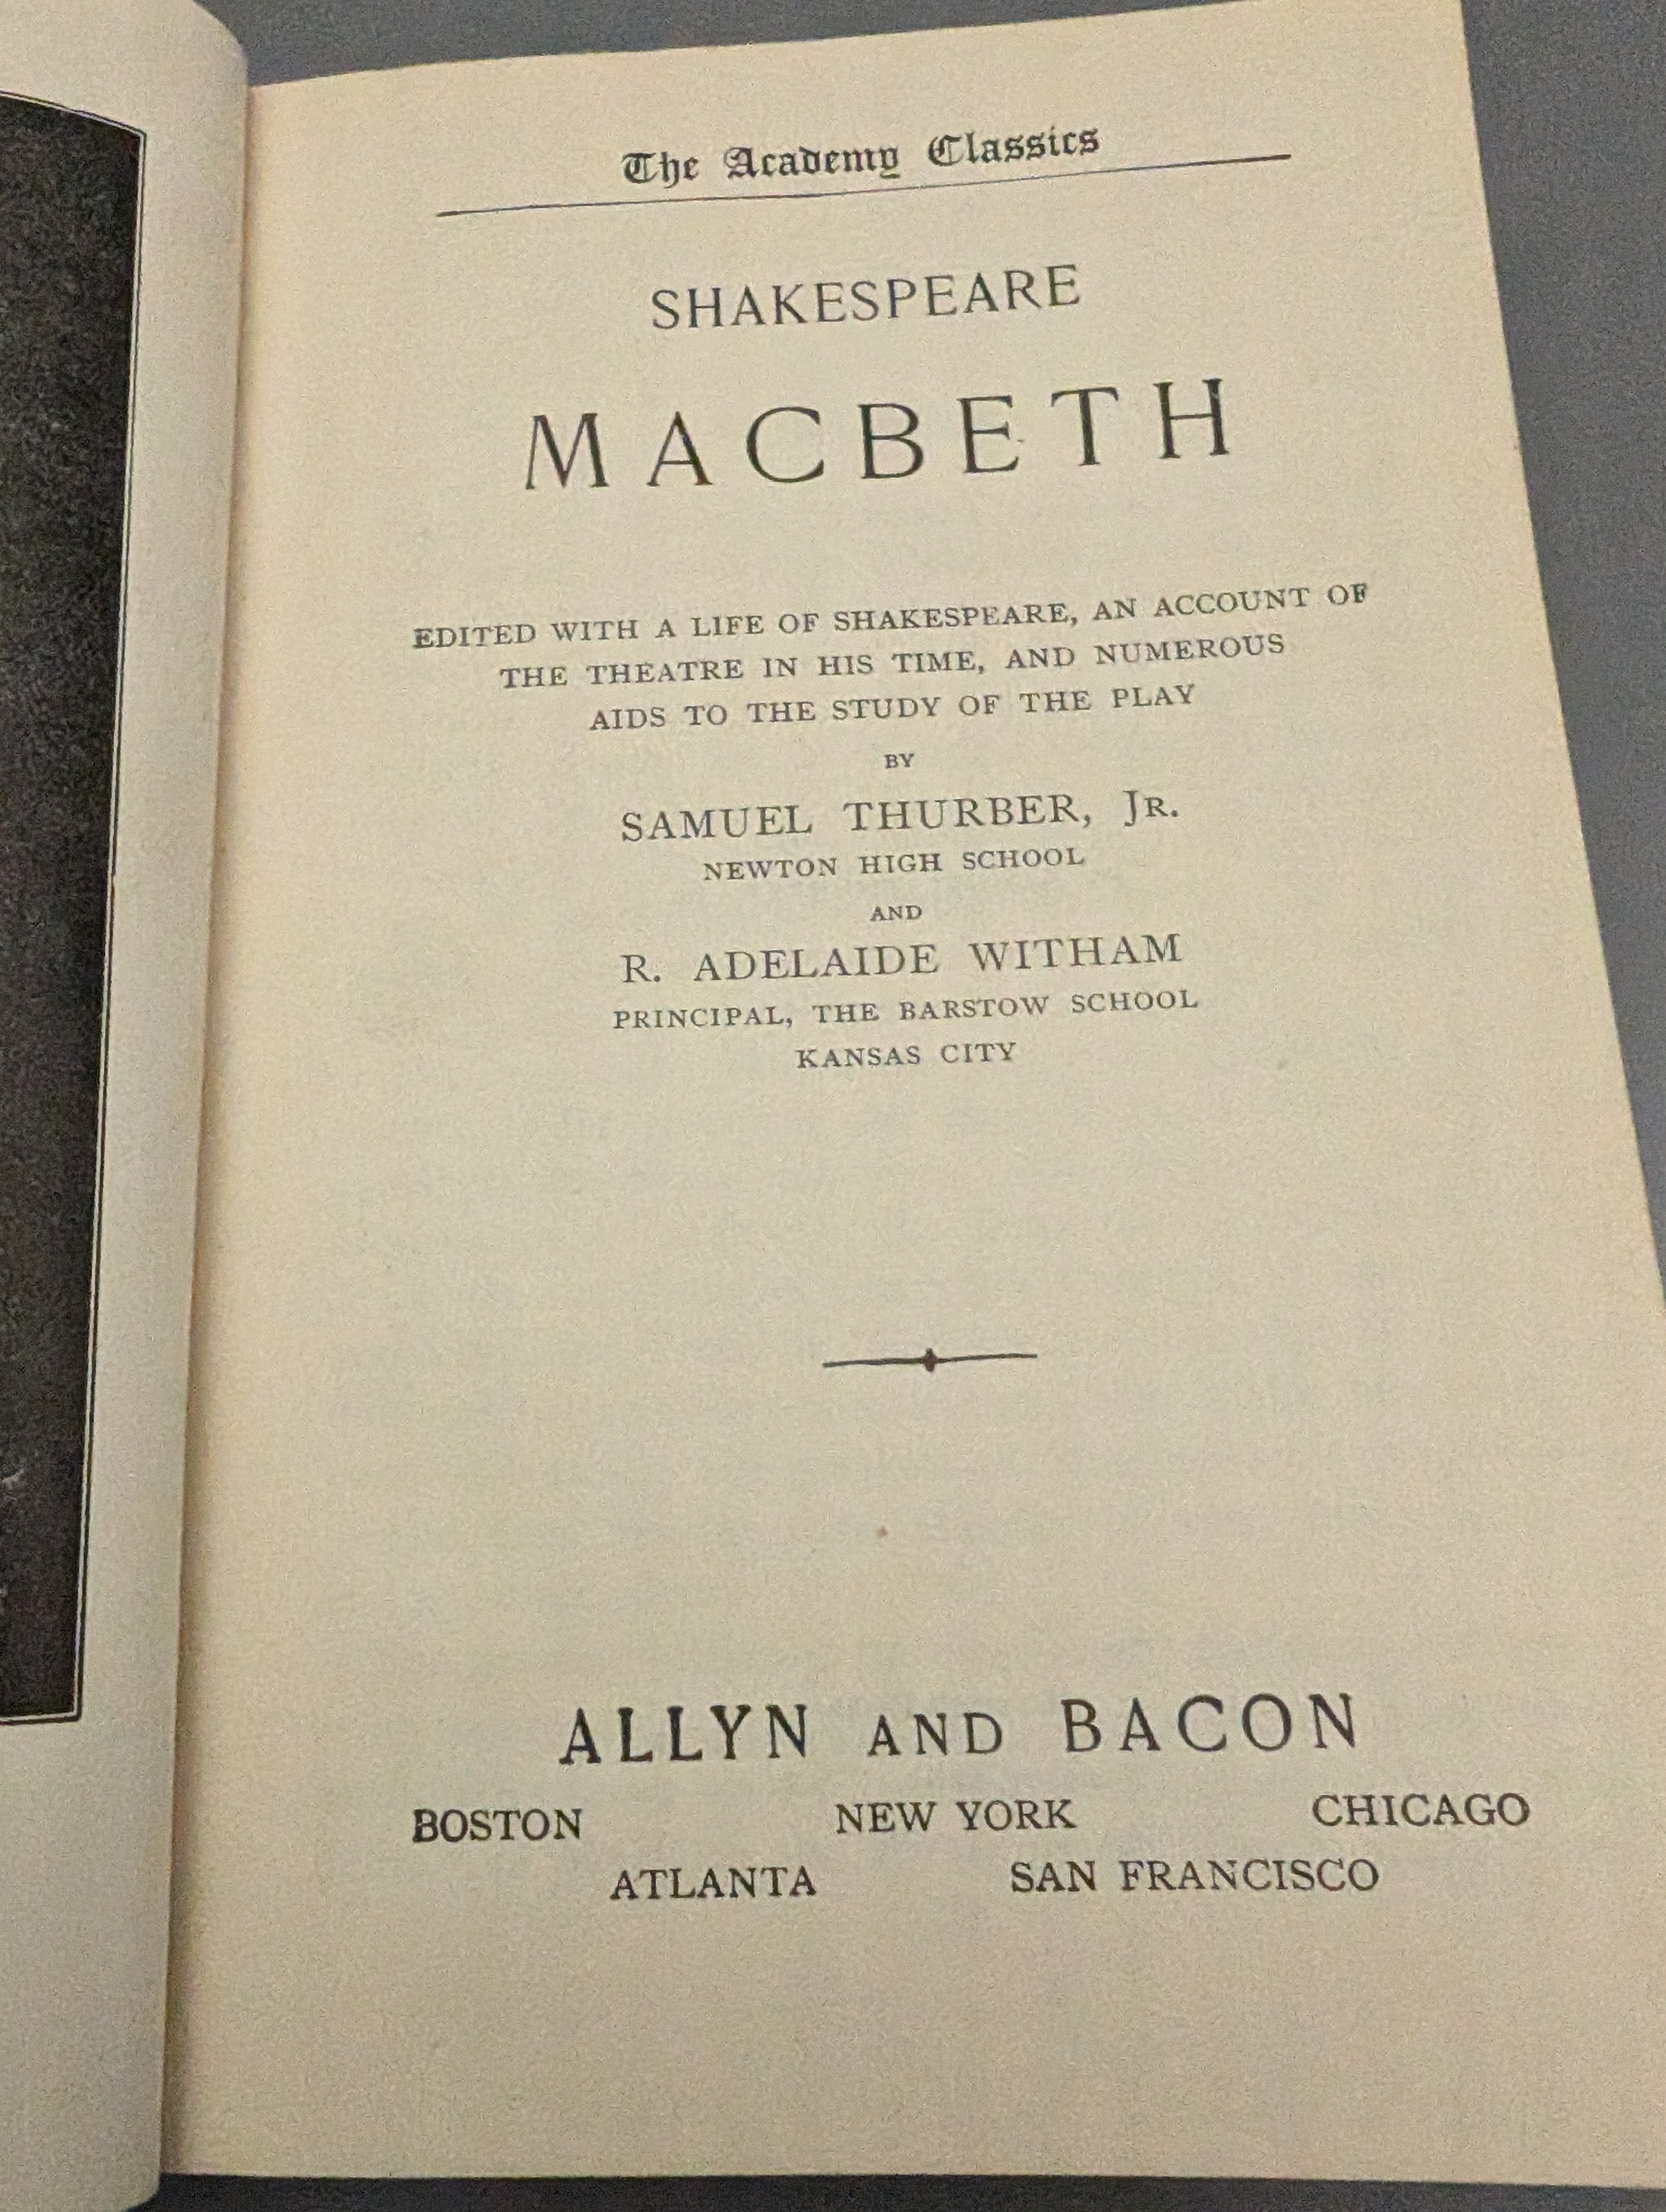 The Academy Classics
SHAKESPEARE
MACBETH
EDITED WITH A LIFE OF SHAKESPEARE, AN ACCOUNT OF
THE THEATRE IN HIS TIME, AND NUMEROUS
AIDS TO THE STUDY OF THE PLAY
BY
SAMUEL THURBER, JR.
NEWTON HIGH SCHOOL
AND
R. ADELAIDE WITHAM
PRINCIPAL, THE BARSTOW SCHOOL
KANSAS CITY
ALLYN AND BACON
BOSTON NEW YORK CHICAGO
ATLANTA SAN FRANCISCO